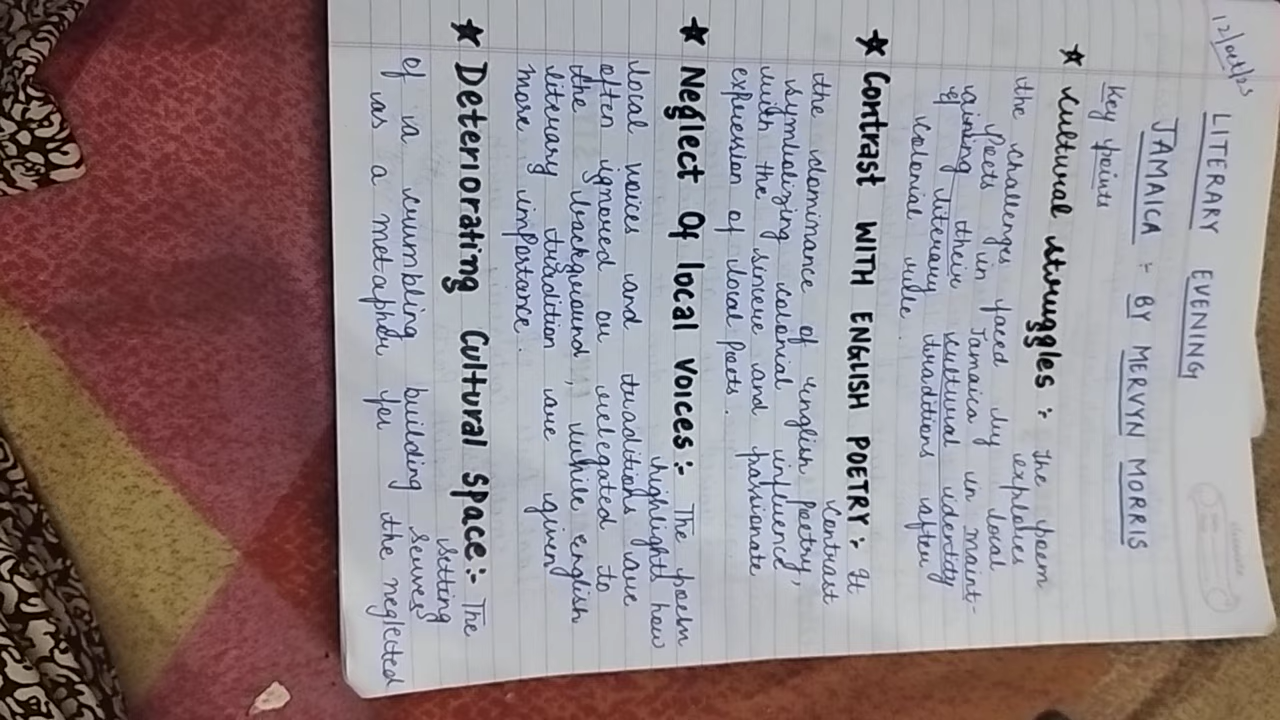 LITERARY EVENING
JAMAICA :- BY MERVYN MORRIS
Key points
★ cultural struggles :- The poem explores
the challenges faced by local
Poets in Jamaica in maint-
aining their cultural identity
& literary traditions after
colonial rule.
★ Contrast WITH ENGLISH POETRY :- It contrast
the dominance of english Poetry,
symbolizing colonial influence
with the sincere and passionate
expression of local Poets.
★ Neglect Of local voices :- The poem highlights how
local voices and traditions are
often ignored or relegated to
the background, while english
literary tradition are given
more importance.
★ Deteriorating Cultural Space :- The setting
of a crumbling building serves
as a metaphor for the neglected